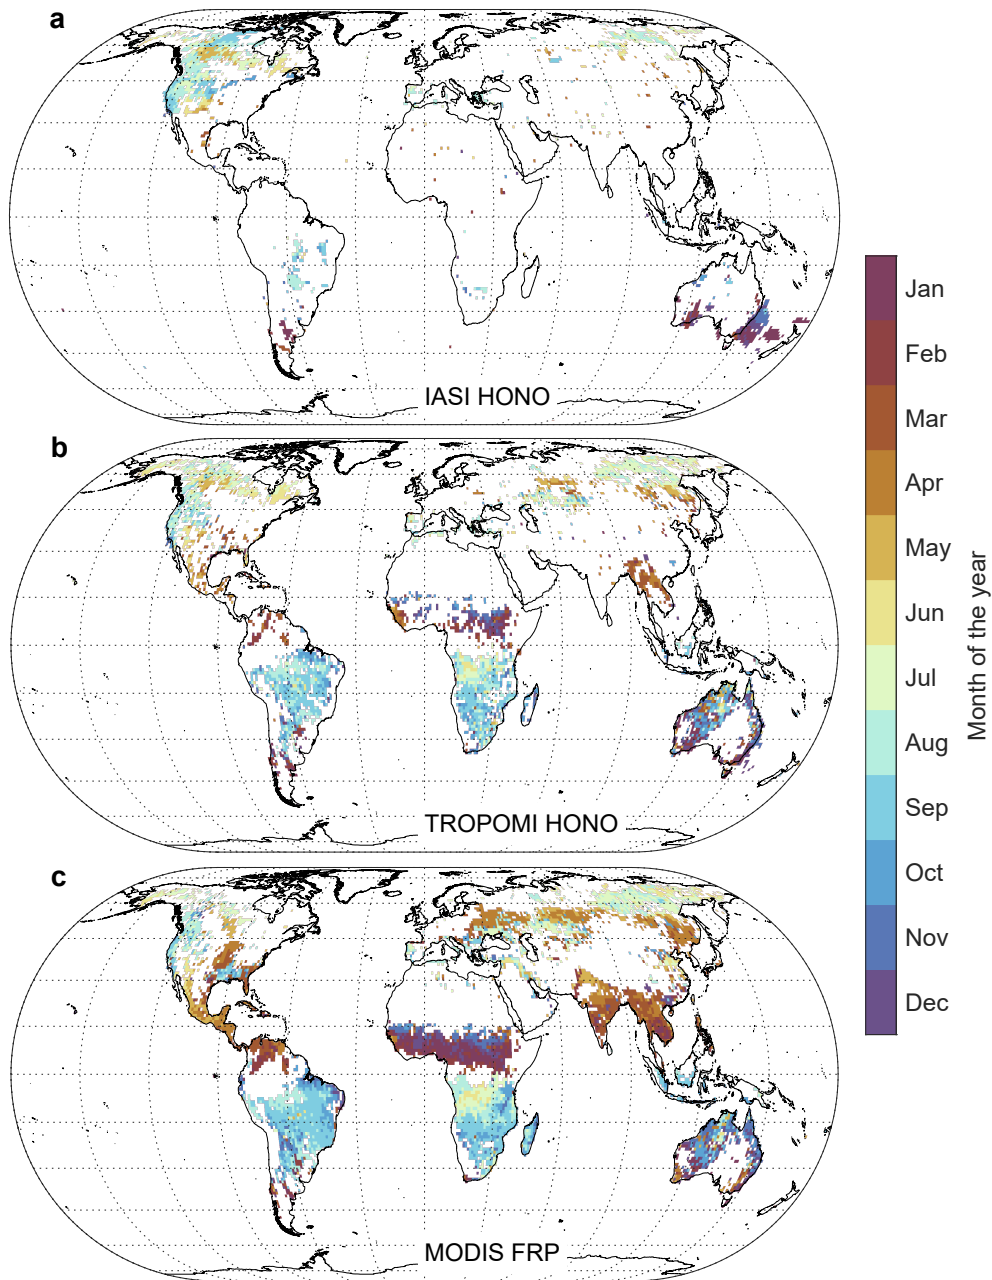 a
IASI HONO
b
TROPOMI HONO
c
MODIS FRP
Jan
Feb
Mar
Apr
May
Jun
Jul
Aug
Sep
Oct
Nov
Dec
Month of the year